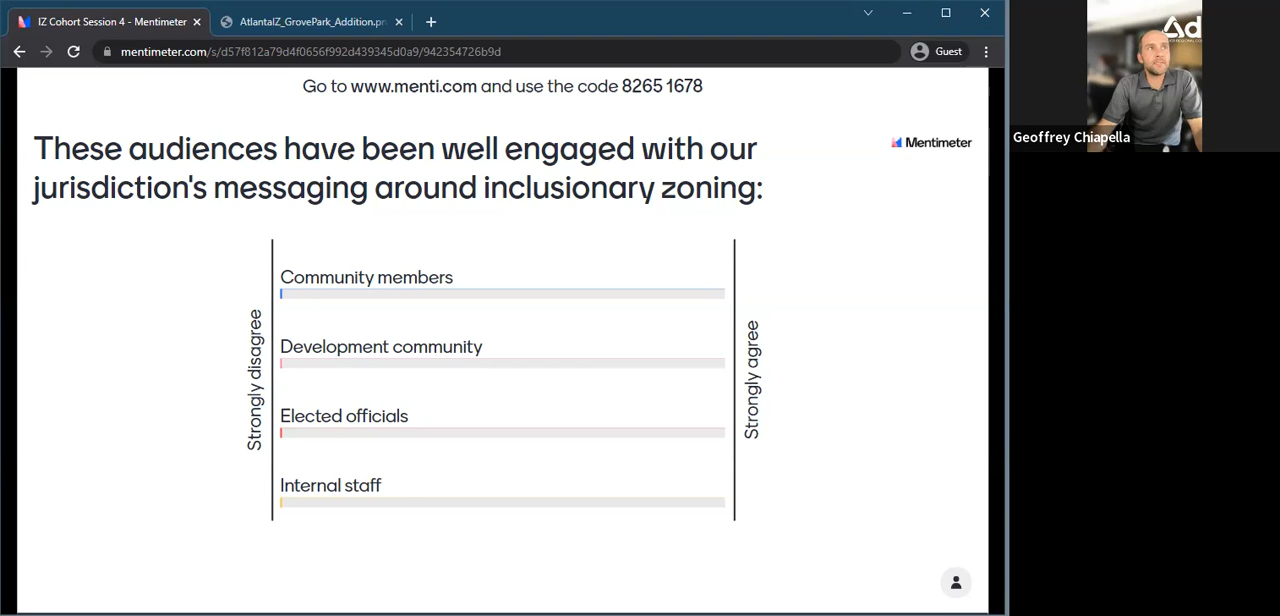 IZ Cohort Session 4 - Mentimeter
AtlantaIZ_GrovePark_Addition.pn
mentimeter.com/s/d57f812a79d4f0656f992d439345d0a9/942354726b9d
Guest
Go to www.menti.com and use the code 8265 1678
These audiences have been well engaged with our
jurisdiction's messaging around inclusionary zoning:
Mentimeter
Strongly disagree
Community members
Development community
Elected officials
Internal staff
Strongly agree
Geoffrey Chiapella